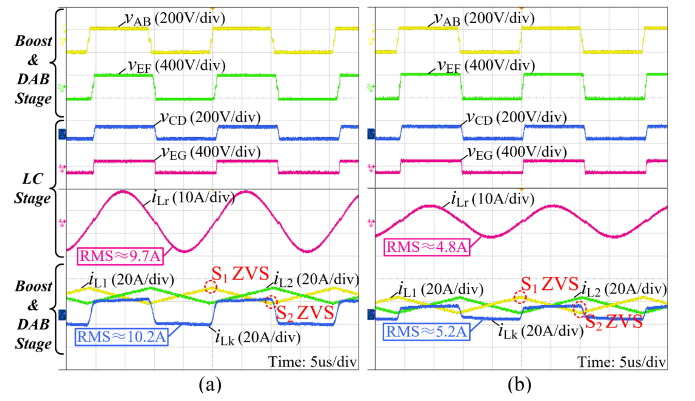 Boost
&
DAB
Stage
LC
Stage
Boost
&
DAB
Stage
vAB (200V/div)
vEF (400V/div)
vCD (200V/div)
vEG (400V/div)
iLr (10A/div)
RMS≈9.7A
S1 ZVS
iL1 (20A/div)
iL2 (20A/div)
S2 ZVS
RMS≈10.2A
iLk (20A/div)
Time: 5us/div
(a)
vAB (200V/div)
vEF (400V/div)
vCD (200V/div)
vEG (400V/div)
iLr (10A/div)
RMS≈4.8A
S1 ZVS
iL1 (20A/div)
iL2 (20A/div)
S2 ZVS
RMS≈5.2A
iLk (20A/div)
Time: 5us/div
(b)